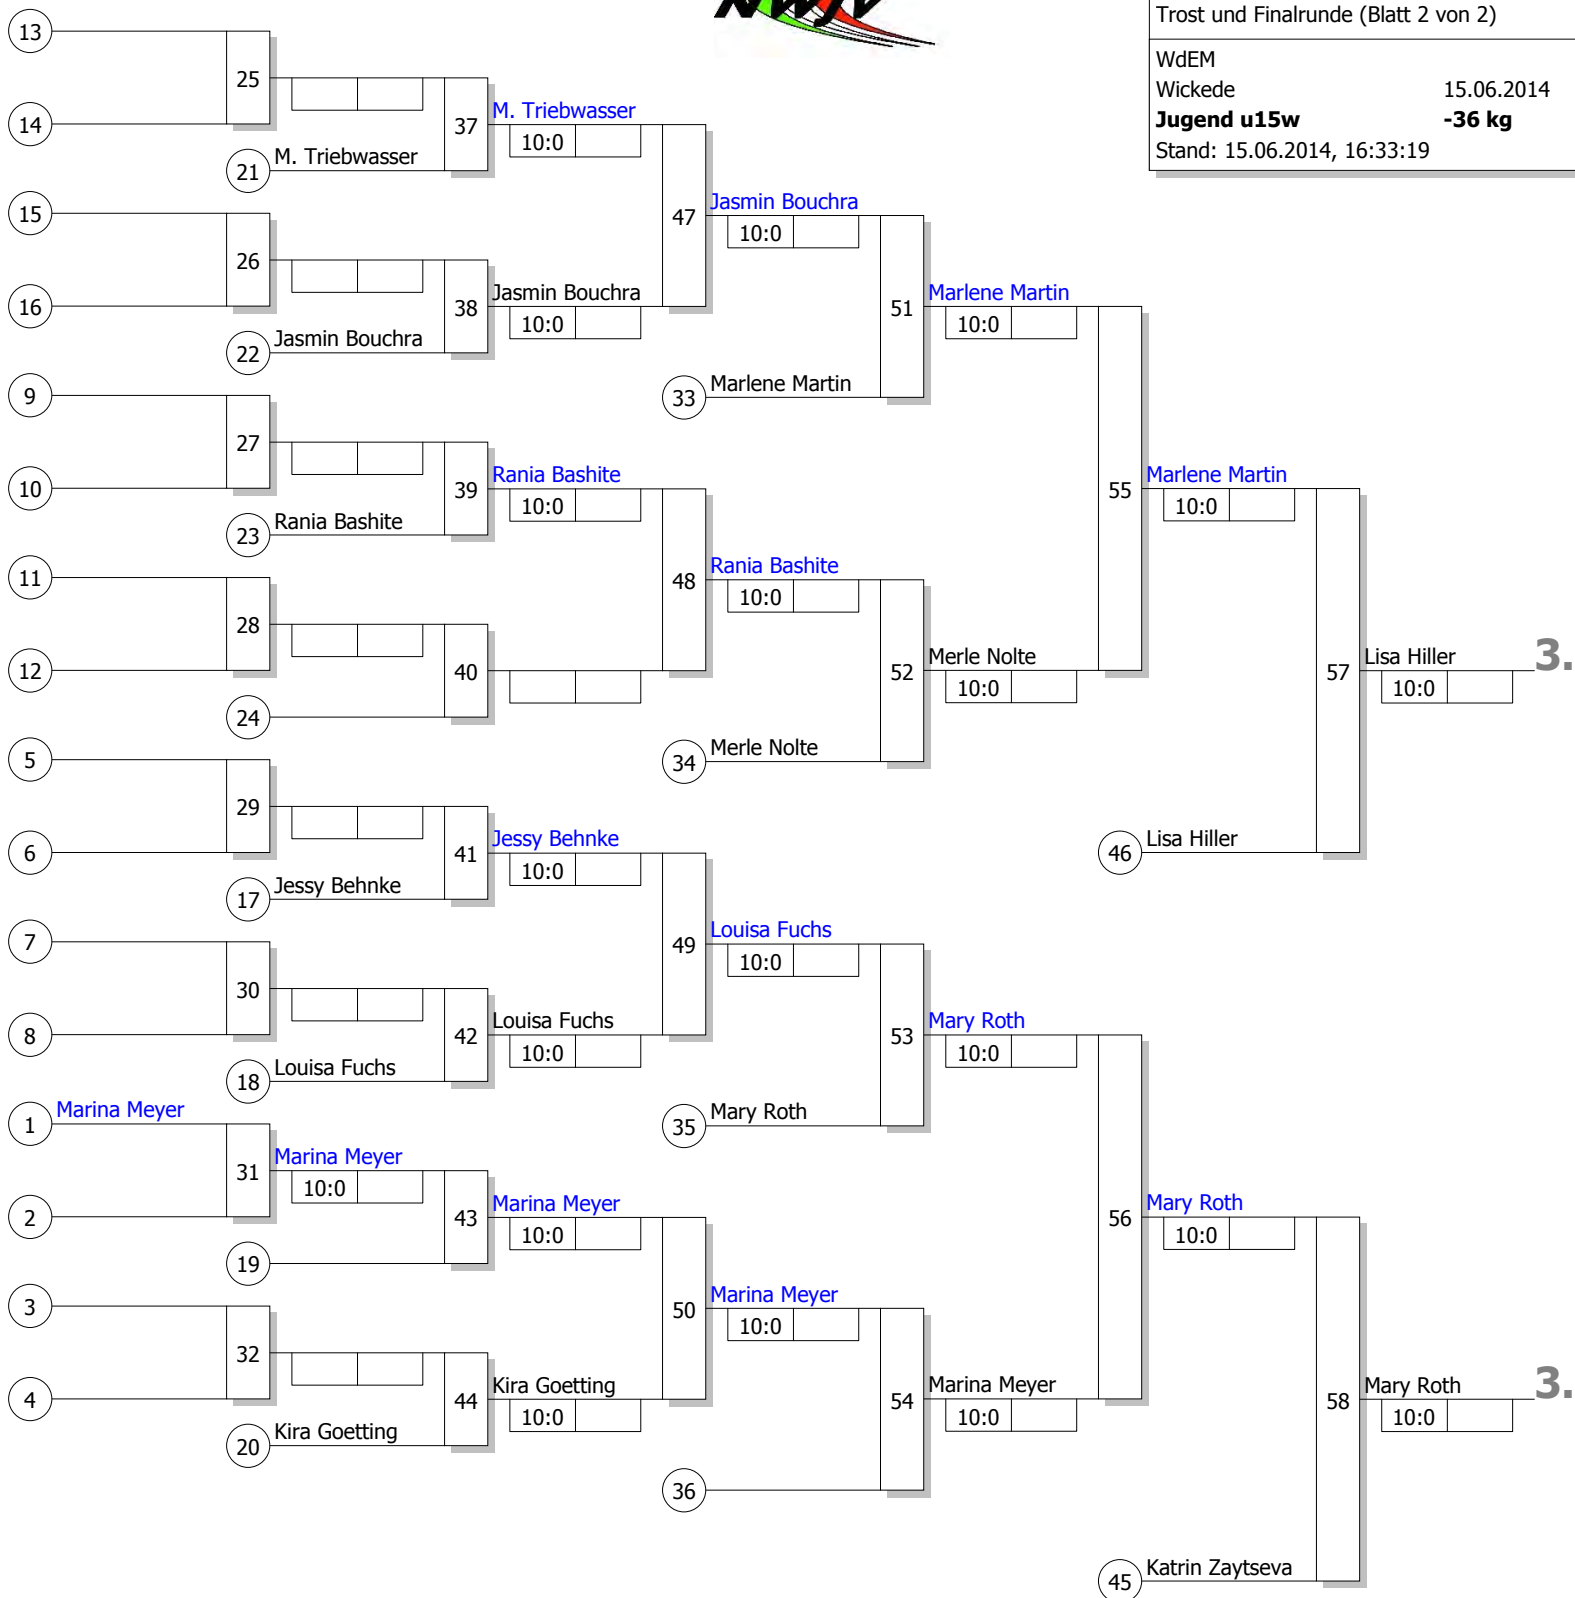 Trost und Finalrunde (Blatt 2 von 2)
WdEM
Wickede 15.06.2014
Jugend u15w -36 kg
Stand: 15.06.2014, 16:33:19
13
25
14
37
M. Triebwasser
10:0
21 M. Triebwasser
15
47
Jasmin Bouchra
10:0
26
16
38
Jasmin Bouchra
10:0
22 Jasmin Bouchra
51
Marlene Martin
10:0
33 Marlene Martin
9
27
10
39
Rania Bashite
10:0
23 Rania Bashite
55
Marlene Martin
10:0
11
48
Rania Bashite
10:0
28
12
40
24
52
Merle Nolte
10:0
57
Lisa Hiller 3.
10:0
34 Merle Nolte
5
29
6
41
Jessy Behnke
10:0
46 Lisa Hiller
17 Jessy Behnke
7
49
Louisa Fuchs
10:0
30
8
42
Louisa Fuchs
10:0
18 Louisa Fuchs
53
Mary Roth
10:0
35 Mary Roth
1 Marina Meyer
31
Marina Meyer
10:0
2
43
Marina Meyer
10:0
19
56
Mary Roth
10:0
3
50
Marina Meyer
10:0
32
4
44
Kira Goetting
10:0
20 Kira Goetting
54
Marina Meyer
10:0
58
Mary Roth 3.
10:0
36
45 Katrin Zaytseva